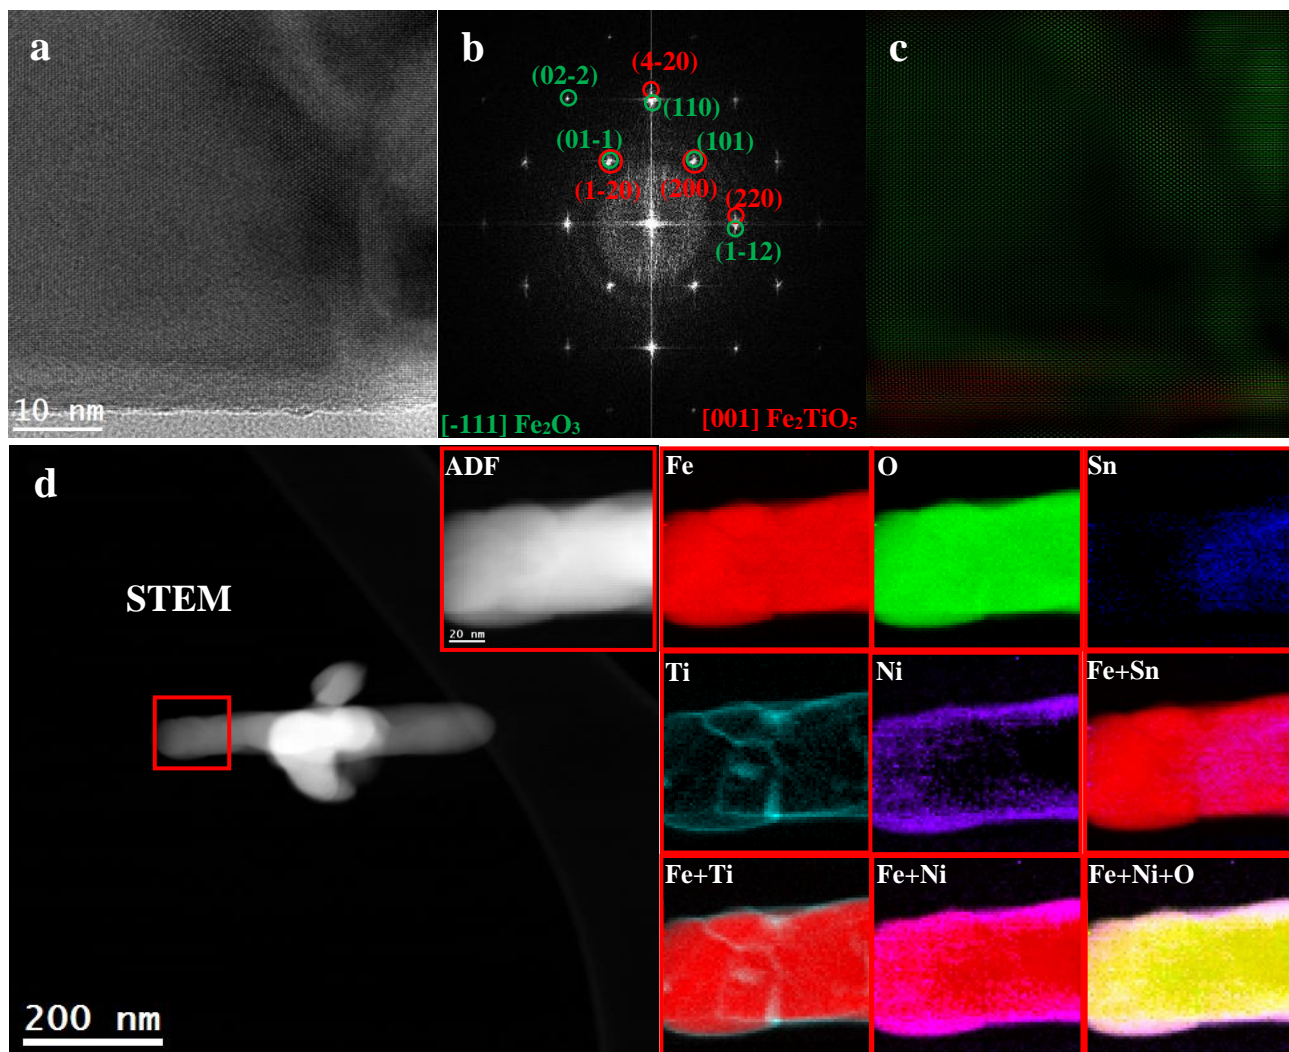 a
10 nm
b
(4-20)
(02-2)
(110)
(01-1)
(101)
(1-20)
(200)
(220)
(1-12)
[-111] Fe₂O₃
[001] Fe₂TiO₅
c
d
STEM
200 nm
ADF
20 nm
Fe
O
Sn
Ti
Ni
Fe+Sn
Fe+Ti
Fe+Ni
Fe+Ni+O